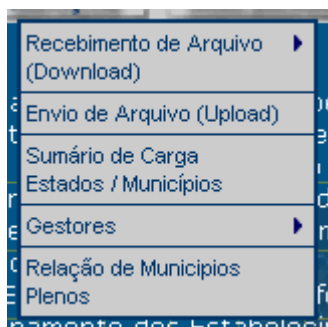 Recebimento de Arquivo
(Download)
Envio de Arquivo (Upload)
Sumário de Carga
Estados / Municípios
Gestores
Relação de Municipios
Plenos